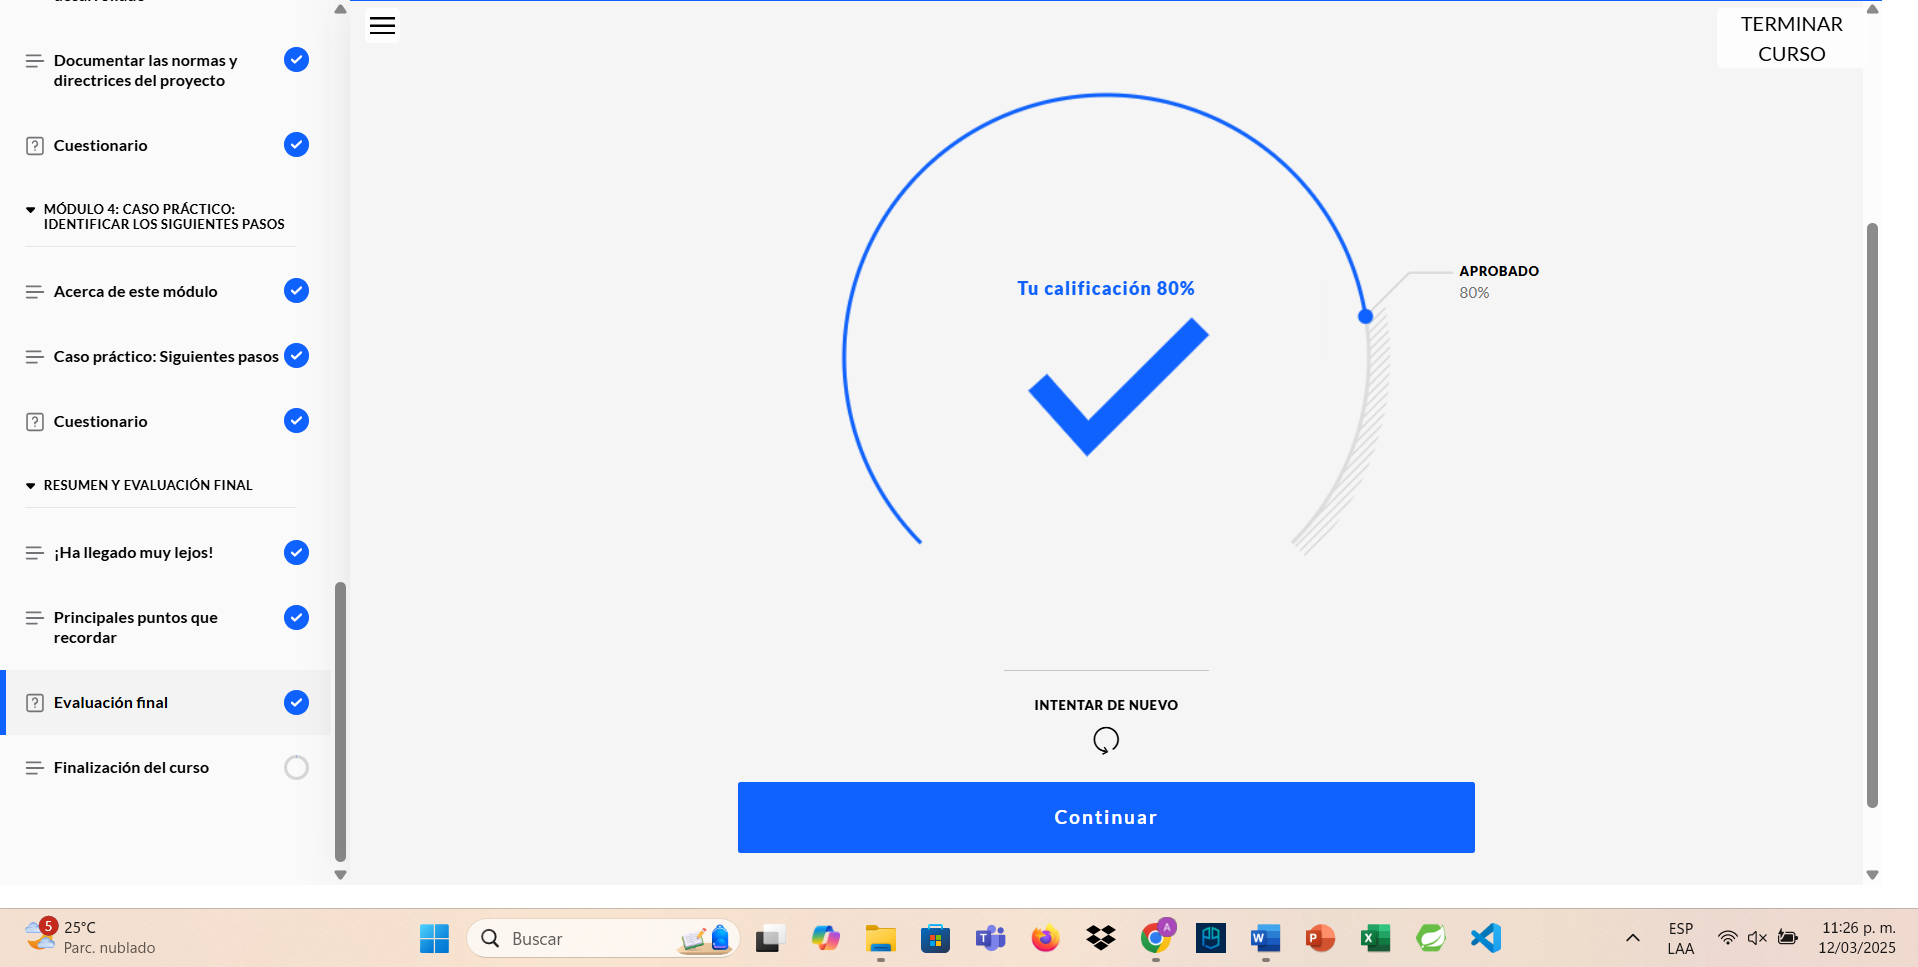 Documentar las normas y
directrices del proyecto
Cuestionario
MÓDULO 4: CASO PRÁCTICO:
IDENTIFICAR LOS SIGUIENTES PASOS
Acerca de este módulo
Caso práctico: Siguientes pasos
Cuestionario
RESUMEN Y EVALUACIÓN FINAL
¡Ha llegado muy lejos!
Principales puntos que
recordar
Evaluación final
Finalización del curso
TERMINAR
CURSO
Tu calificación 80%
APROBADO
80%
INTENTAR DE NUEVO
Continuar
5
25°C
Parc. nublado
Buscar
A
ESP
LAA
11:26 p. m.
12/03/2025